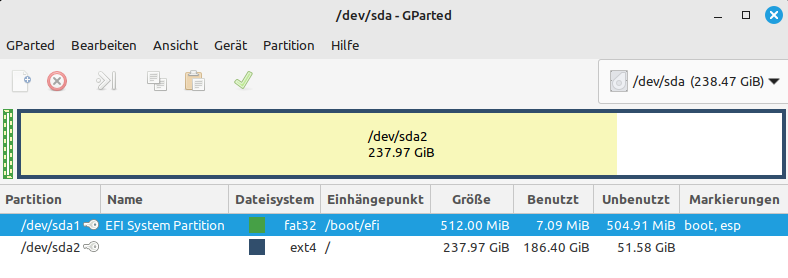 /dev/sda - GParted
GParted Bearbeiten Ansicht Gerät Partition Hilfe
/dev/sda (238.47 GiB)
/dev/sda2
237.97 GiB
Partition Name Dateisystem Einhängepunkt Größe Benutzt Unbenutzt Markierungen
/dev/sda1 EFI System Partition fat32 /boot/efi 512.00 MiB 7.09 MiB 504.91 MiB boot, esp
/dev/sda2 ext4 / 237.97 GiB 186.40 GiB 51.58 GiB